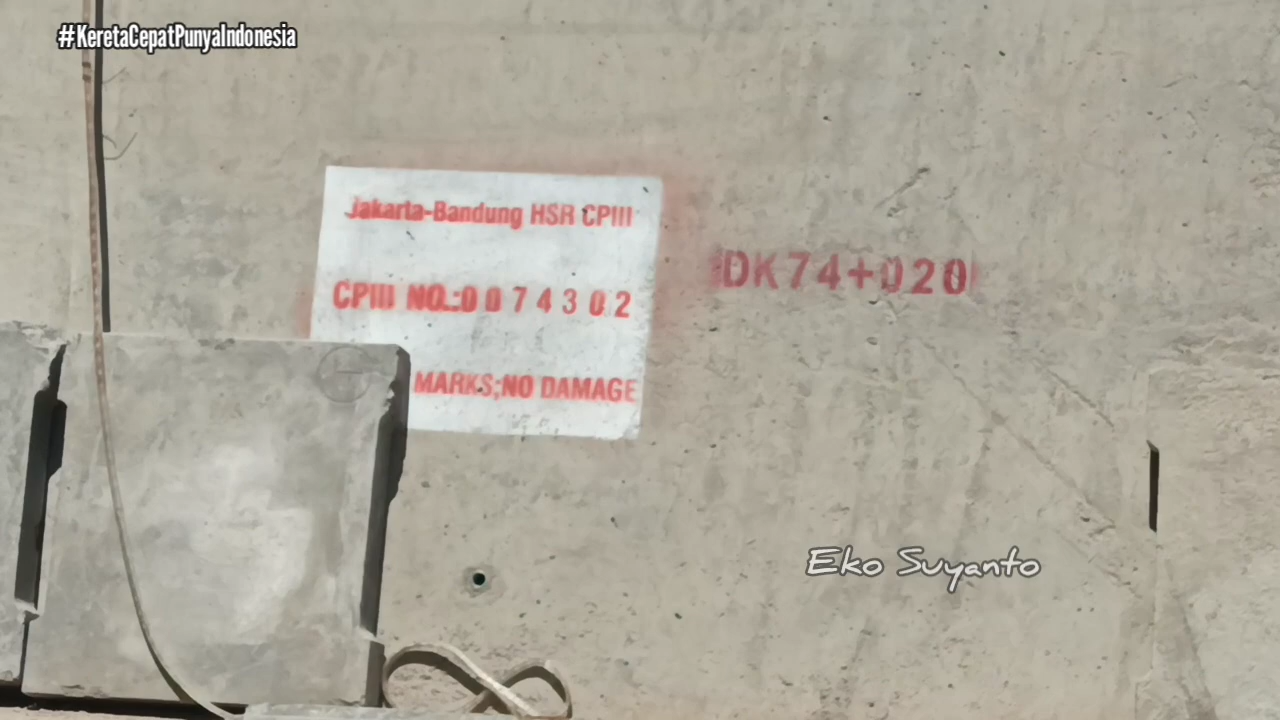 #KeretaCepatPunyaIndonesia
Jakarta-Bandung HSR CPIII
CPIII NO.:0074302
MARKS;NO DAMAGE
DK74+020
Eko Suyanto